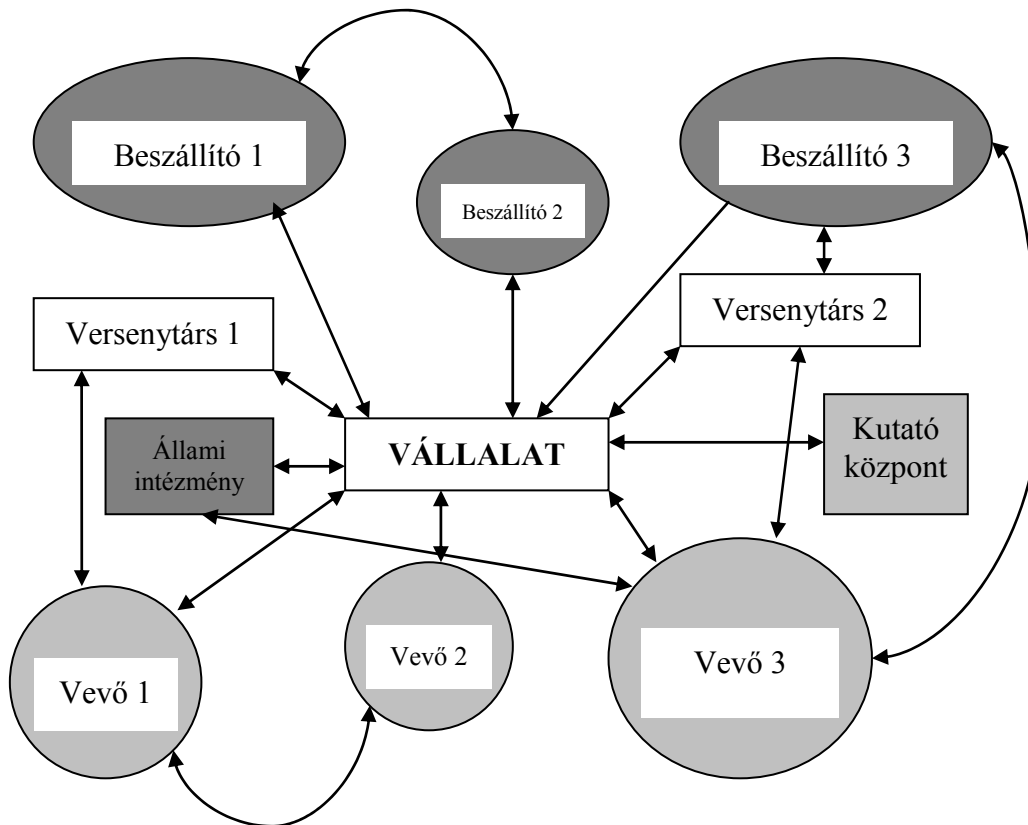 Beszállító 1
Beszállító 3
Beszállító 2
Versenytárs 1
Versenytárs 2
Állami
intézmény
VÁLLALAT
Kutató
központ
Vevő 1
Vevő 2
Vevő 3